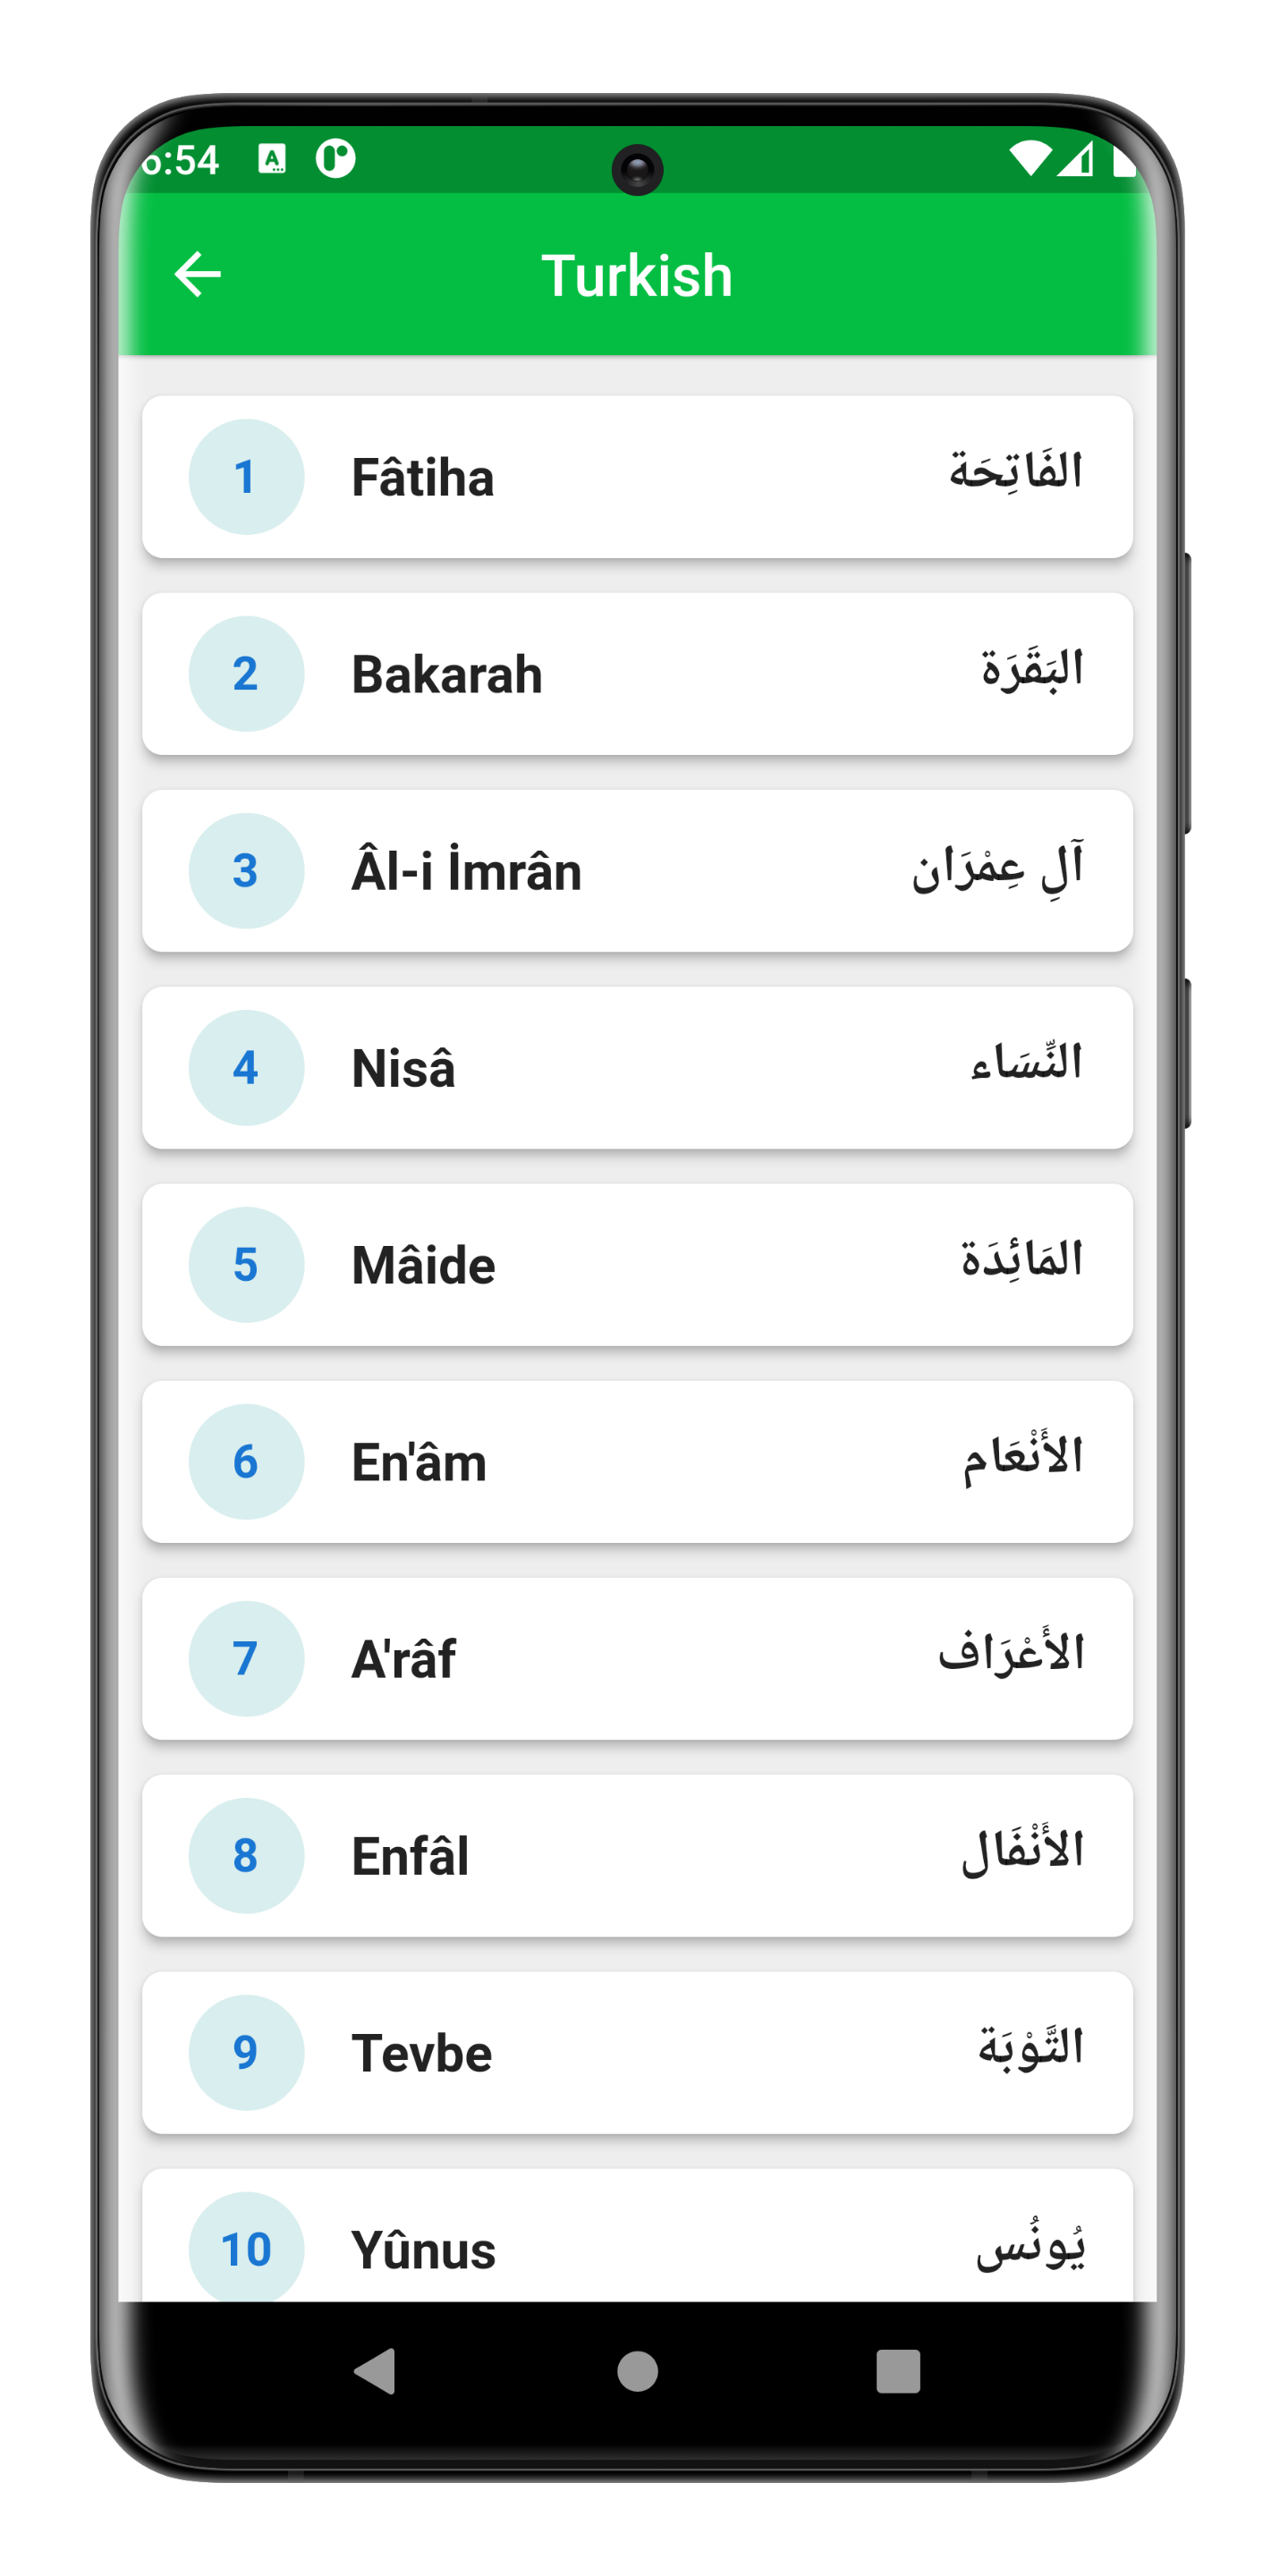 6:54
Turkish
1 Fâtiha الفَاتِحَة
2 Bakarah البَقَرَة
3 Âl-i İmrân آلِ عِمْرَان
4 Nisâ النِّسَاء
5 Mâide المَائِدَة
6 En'âm الأَنْعَام
7 A'râf الأَعْرَاف
8 Enfâl الأَنْفَال
9 Tevbe التَّوْبَة
10 Yûnus يُونُس